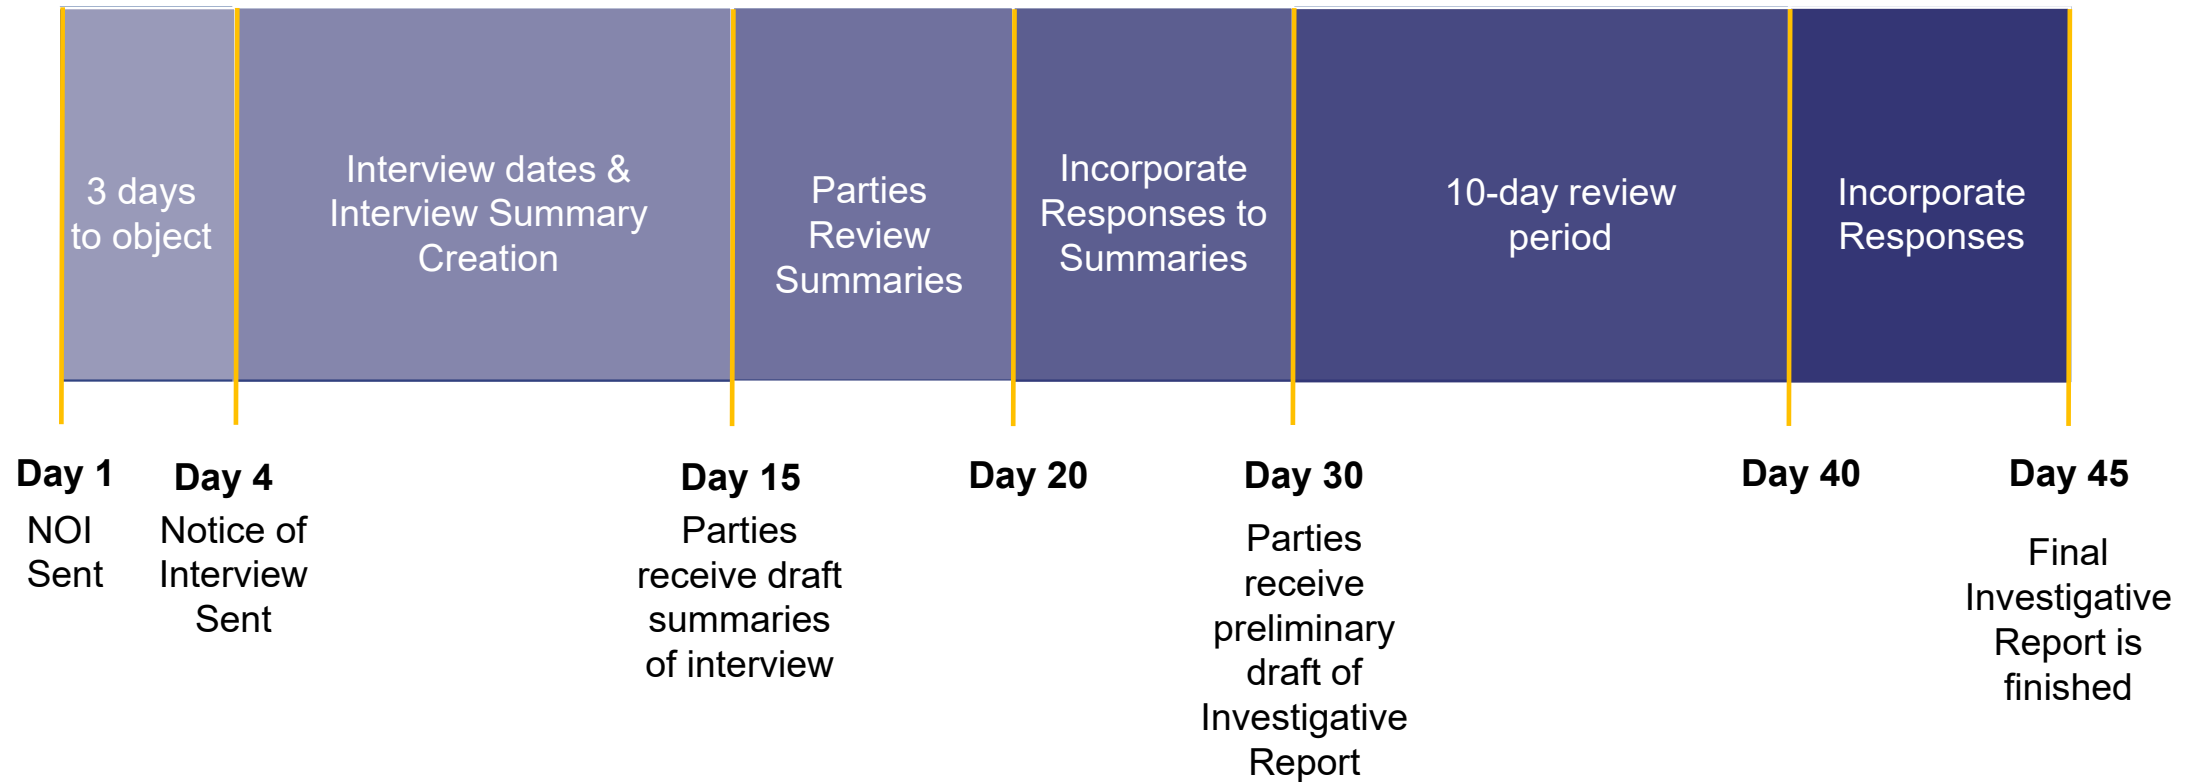 3 days
to object
Interview dates &
Interview Summary
Creation
Parties
Review
Summaries
Incorporate
Responses to
Summaries
10-day review
period
Incorporate
Responses
Day 1
NOI
Sent
Day 4
Notice of
Interview
Sent
Day 15
Parties
receive draft
summaries
of interview
Day 20
Day 30
Parties
receive
preliminary
draft of
Investigative
Report
Day 40
Day 45
Final
Investigative
Report is
finished